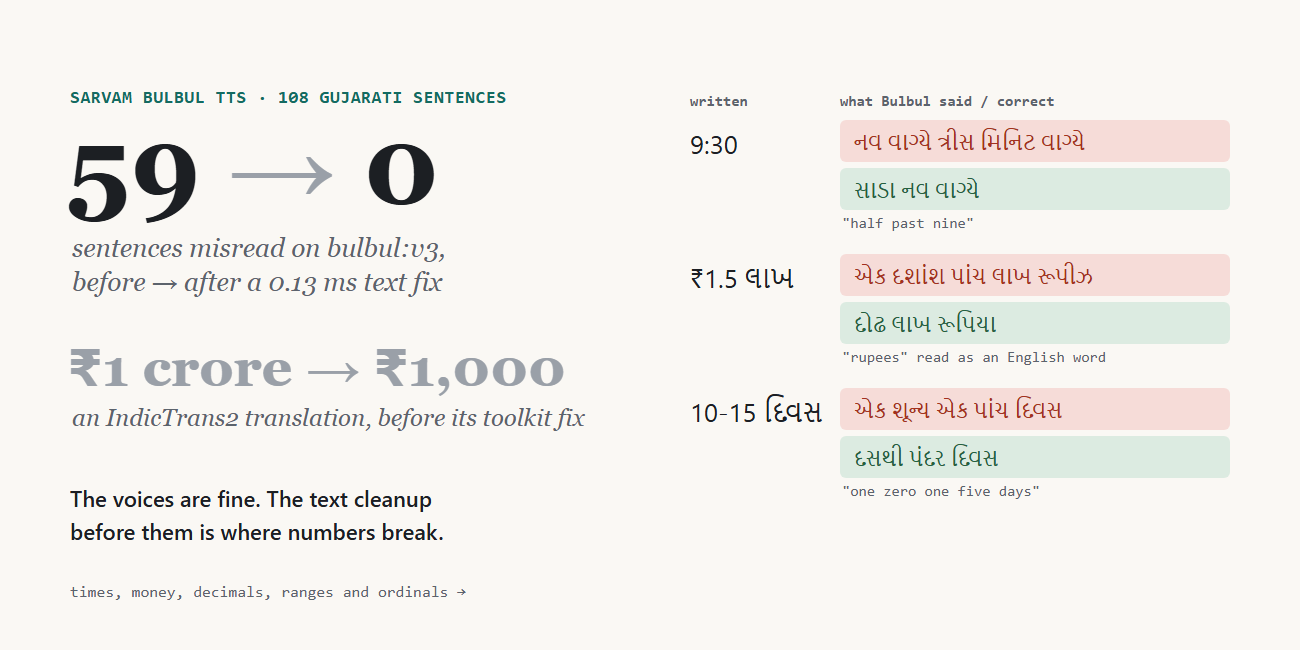 SARVAM BULBUL TTS · 108 GUJARATI SENTENCES
59 → 0
sentences misread on bulbul:v3,
before → after a 0.13 ms text fix
₹1 crore → ₹1,000
an IndicTrans2 translation, before its toolkit fix
The voices are fine. The text cleanup
before them is where numbers break.
times, money, decimals, ranges and ordinals →
written
what Bulbul said / correct
9:30
નવ વાગ્યે ત્રીસ મિનિટ વાગ્યે
સાડા નવ વાગ્યે
"half past nine"
₹1.5 લાખ
એક દશાંશ પાંચ લાખ રૂપીઝ
દોઢ લાખ રૂપિયા
"rupees" read as an English word
10-15 દિવસ
એક શૂન્ય એક પાંચ દિવસ
દસથી પંદર દિવસ
"one zero one five days"